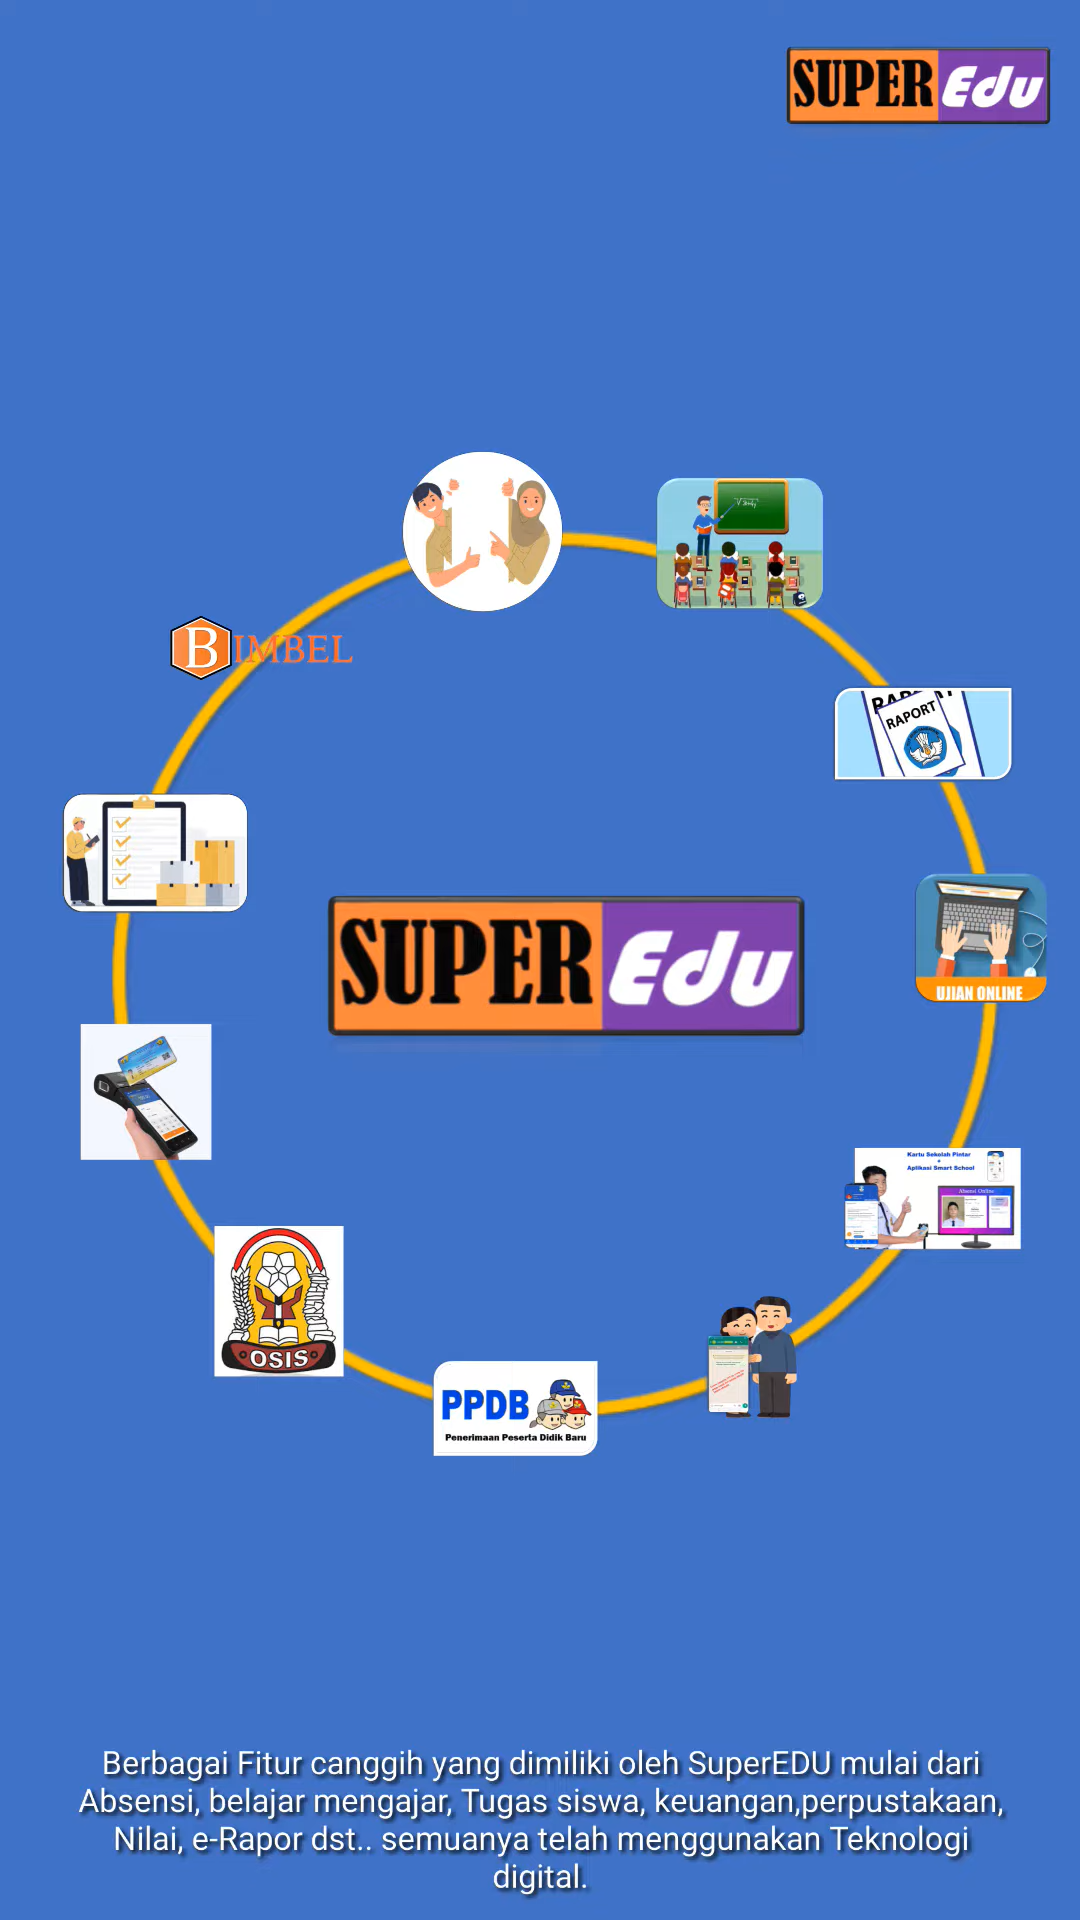 SUPER Edu
BIMBEL
RAPORT
RAPORT
UJIAN ONLINE
SUPER Edu
Kartu Sekolah Pintar
+
Aplikasi Smart School
Absensi Online
OSIS
PPDB
Penerimaan Peserta Didik Baru
Berbagai Fitur canggih yang dimiliki oleh SuperEDU mulai dari
Absensi, belajar mengajar, Tugas siswa, keuangan,perpustakaan,
Nilai, e-Rapor dst.. semuanya telah menggunakan Teknologi
digital.